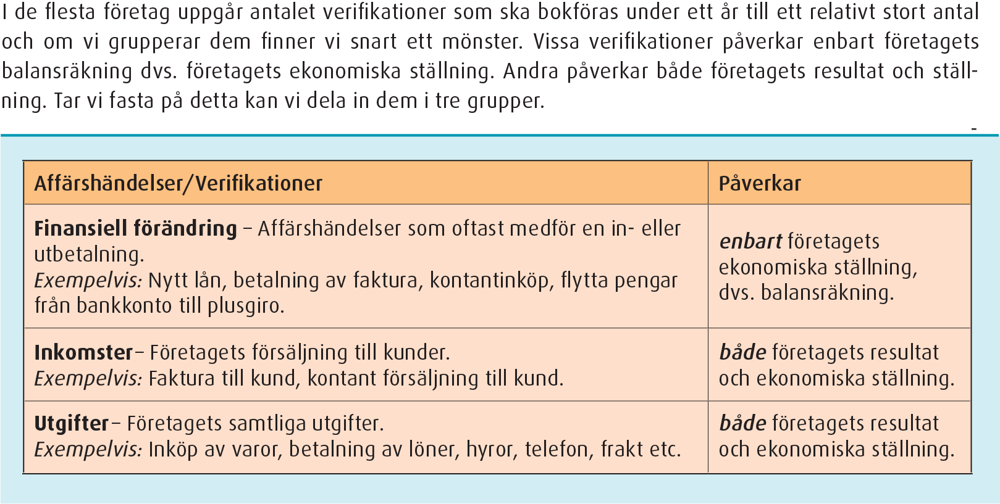 I de flesta företag uppgår antalet verifikationer som ska bokföras under ett år till ett relativt stort antal
och om vi grupperar dem finner vi snart ett mönster. Vissa verifikationer påverkar enbart företagets
balansräkning dvs. företagets ekonomiska ställning. Andra påverkar både företagets resultat och ställ-
ning. Tar vi fasta på detta kan vi dela in dem i tre grupper.
-
Affärshändelser/Verifikationer
Påverkar
Finansiell förändring – Affärshändelser som oftast medför en in- eller
utbetalning.
Exempelvis: Nytt lån, betalning av faktura, kontantinköp, flytta pengar
från bankkonto till plusgiro.
enbart företagets
ekonomiska ställning,
dvs. balansräkning.
Inkomster– Företagets försäljning till kunder.
Exempelvis: Faktura till kund, kontant försäljning till kund.
både företagets resultat
och ekonomiska ställning.
Utgifter– Företagets samtliga utgifter.
Exempelvis: Inköp av varor, betalning av löner, hyror, telefon, frakt etc.
både företagets resultat
och ekonomiska ställning.